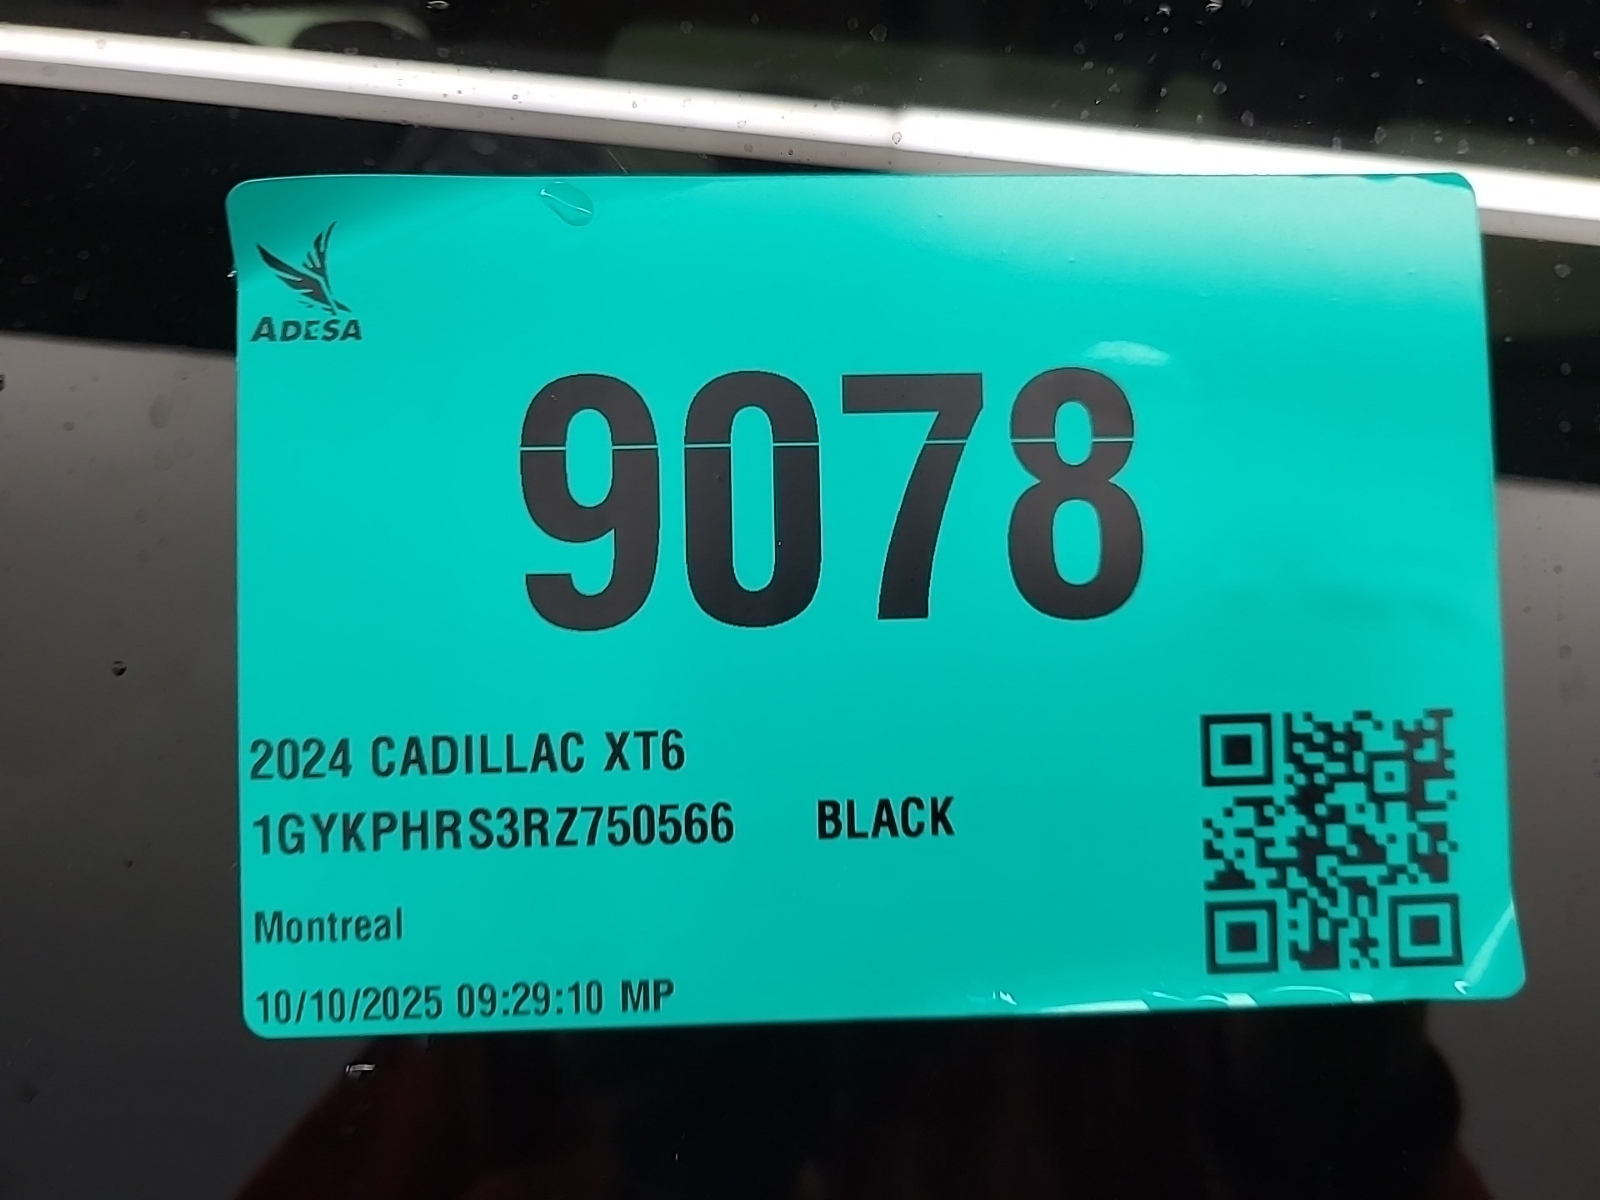 ADESA
9078
2024 CADILLAC XT6
1GYKPHRS3RZ750566 BLACK
Montreal
10/10/2025 09:29:10 MP